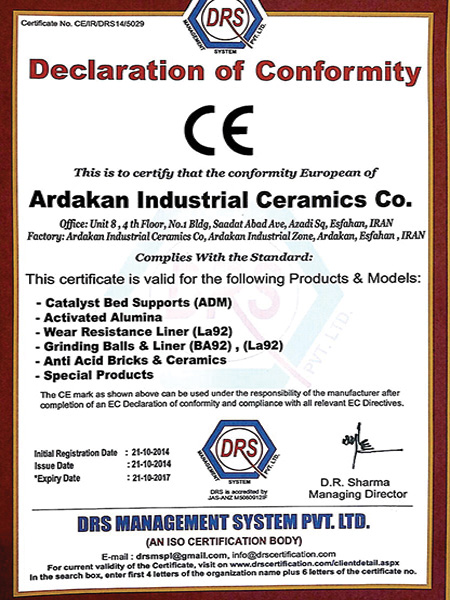 Certificate No. CE/IR/DRS14/5029
DRS
MANAGEMENT SYSTEM PVT. LTD.
Declaration of Conformity
CE
This is to certify that the conformity European of
Ardakan Industrial Ceramics Co.
Office: Unit 8 , 4 th Floor, No.1 Bldg, Saadat Abad Ave, Azadi Sq, Esfahan, IRAN
Factory: Ardakan Industrial Ceramics Co, Ardakan Industrial Zone, Ardakan, Esfahan , IRAN
Complies With the Standard:
This certificate is valid for the following Products & Models:
- Catalyst Bed Supports (ADM)
- Activated Alumina
- Wear Resistance Liner (La92)
- Grinding Balls & Liner (BA92) , (La92)
- Anti Acid Bricks & Ceramics
- Special Products
DRS
PVT. LTD.
The CE mark as shown above can be used under the responsibility of the manufacturer after
completion of an EC Declaration of conformity and compliance with all relevant EC Directives.
Initial Registration Date : 21-10-2014
Issue Date : 21-10-2014
*Expiry Date : 21-10-2017
DRS
MANAGEMENT SYSTEM PVT. LTD.
DRS is accredited by
JAS-ANZ
D.R. Sharma
Managing Director
DRS MANAGEMENT SYSTEM PVT. LTD.
(AN ISO CERTIFICATION BODY)
E-mail : drsmspl@gmail.com, info@drscertification.com
For current validity of the Certificate, visit on www.drscertification.com/clientdetail.aspx
In the search box, enter first 4 letters of the organization name plus 6 letters of the certificate no.